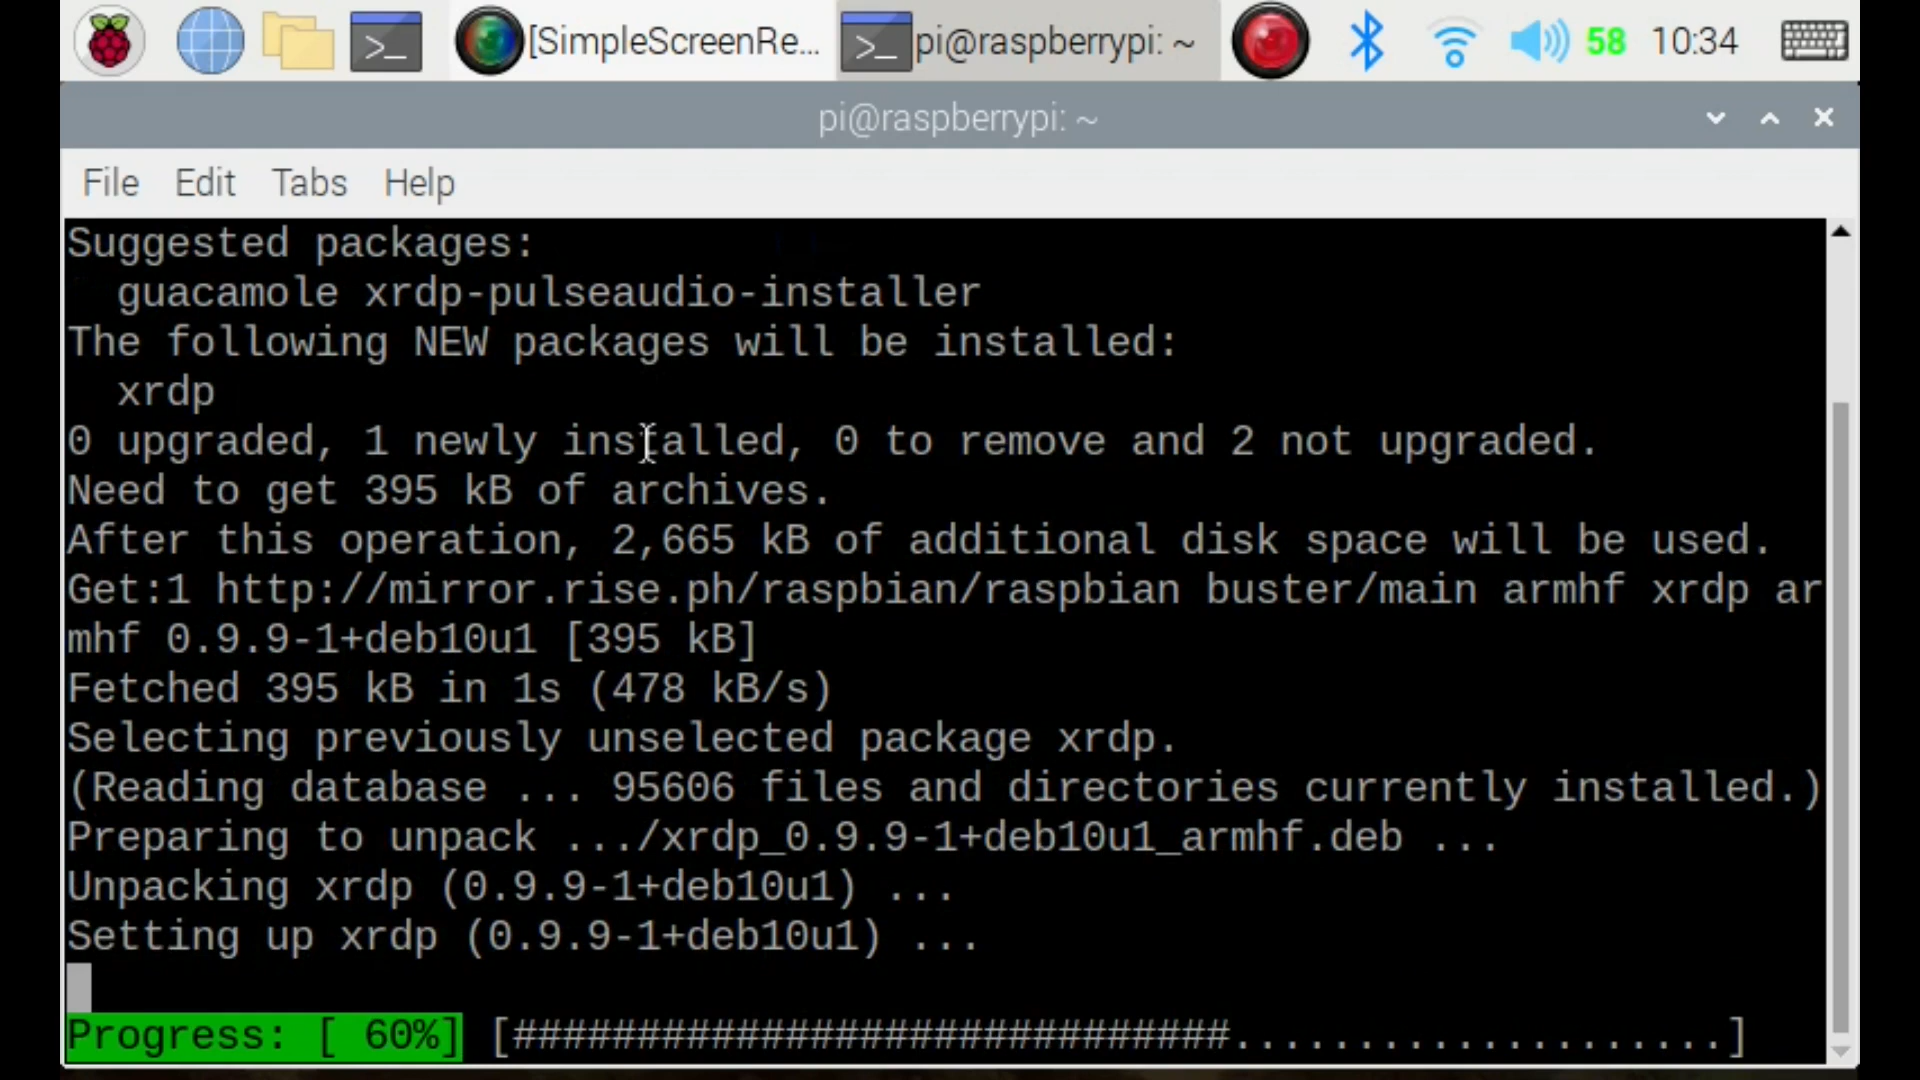 [SimpleScreenRe... pi@raspberrypi: ~ 58 10:34
pi@raspberrypi: ~
File Edit Tabs Help
Suggested packages:
guacamole xrdp-pulseaudio-installer
The following NEW packages will be installed:
xrdp
0 upgraded, 1 newly installed, 0 to remove and 2 not upgraded.
Need to get 395 kB of archives.
After this operation, 2,665 kB of additional disk space will be used.
Get:1 http://mirror.rise.ph/raspbian/raspbian buster/main armhf xrdp ar
mhf 0.9.9-1+deb10u1 [395 kB]
Fetched 395 kB in 1s (478 kB/s)
Selecting previously unselected package xrdp.
(Reading database ... 95606 files and directories currently installed.)
Preparing to unpack .../xrdp_0.9.9-1+deb10u1_armhf.deb ...
Unpacking xrdp (0.9.9-1+deb10u1) ...
Setting up xrdp (0.9.9-1+deb10u1) ...
Progress: [ 60%] [#############################....................]